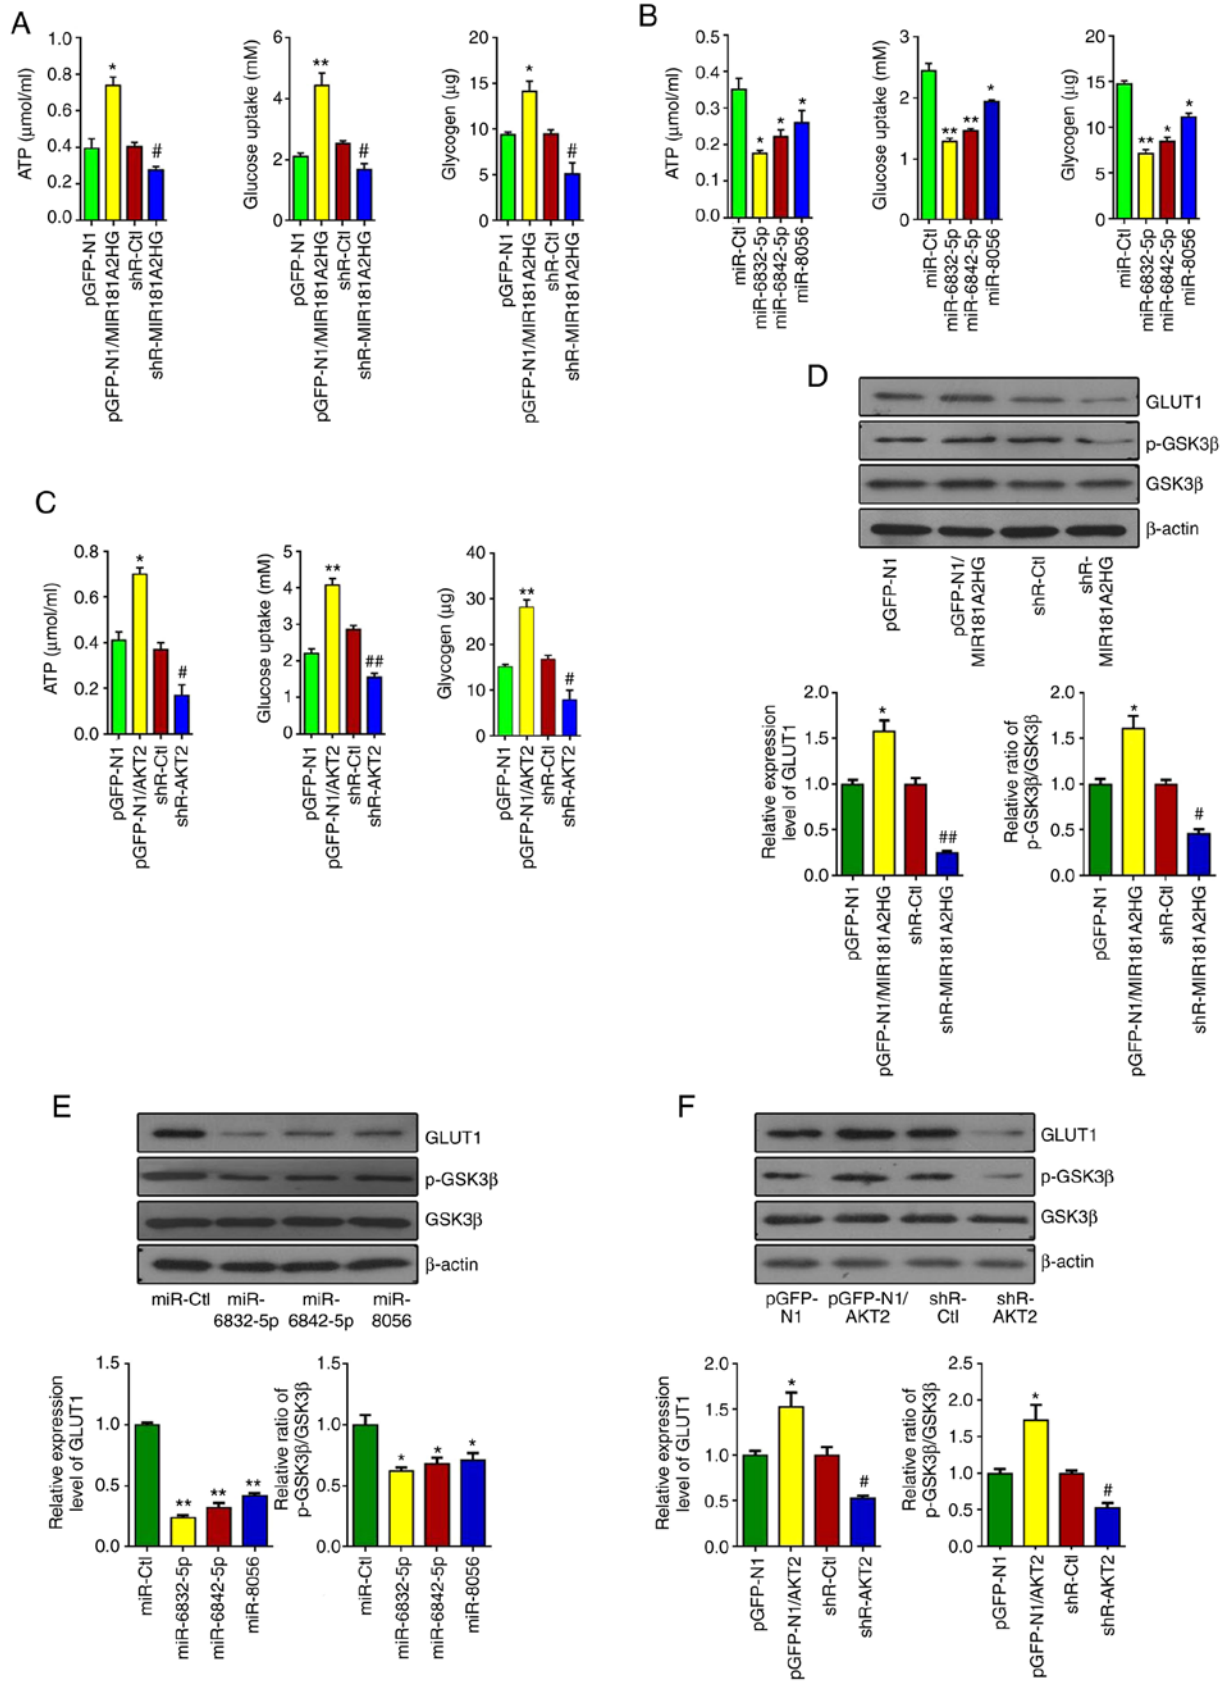 A
ATP (μmol/ml)
1.0
0.8
0.6
0.4
0.2
0.0
*
#
pGFP-N1
pGFP-N1/MIR181A2HG
shR-Ctl
shR-MIR181A2HG
Glucose uptake (mM)
6
4
2
0
**
#
pGFP-N1
pGFP-N1/MIR181A2HG
shR-Ctl
shR-MIR181A2HG
Glycogen (μg)
20
15
10
5
0
*
#
pGFP-N1
pGFP-N1/MIR181A2HG
shR-Ctl
shR-MIR181A2HG
B
ATP (μmol/ml)
0.5
0.4
0.3
0.2
0.1
0.0
*
*
*
miR-Ctl
miR-6832-5p
miR-6842-5p
miR-8056
Glucose uptake (mM)
3
2
1
0
**
**
*
miR-Ctl
miR-6832-5p
miR-6842-5p
miR-8056
Glycogen (μg)
20
15
10
5
0
**
*
*
miR-Ctl
miR-6832-5p
miR-6842-5p
miR-8056
C
ATP (μmol/ml)
0.8
0.6
0.4
0.2
0.0
*
#
pGFP-N1
pGFP-N1/AKT2
shR-Ctl
shR-AKT2
Glucose uptake (mM)
5
4
3
2
1
0
**
##
pGFP-N1
pGFP-N1/AKT2
shR-Ctl
shR-AKT2
Glycogen (μg)
40
30
20
10
0
**
#
pGFP-N1
pGFP-N1/AKT2
shR-Ctl
shR-AKT2
D
GLUT1
p-GSK3β
GSK3β
β-actin
pGFP-N1
pGFP-N1/
MIR181A2HG
shR-Ctl
shR-
MIR181A2HG
Relative expression
level of GLUT1
2.0
1.5
1.0
0.5
0.0
*
##
pGFP-N1
pGFP-N1/MIR181A2HG
shR-Ctl
shR-MIR181A2HG
Relative ratio of
p-GSK3β/GSK3β
2.0
1.5
1.0
0.5
0.0
*
#
pGFP-N1
pGFP-N1/MIR181A2HG
shR-Ctl
shR-MIR181A2HG
E
GLUT1
p-GSK3β
GSK3β
β-actin
miR-Ctl
miR-
6832-5p
miR-
6842-5p
miR-
8056
Relative expression
level of GLUT1
1.5
1.0
0.5
0.0
**
**
**
miR-Ctl
miR-6832-5p
miR-6842-5p
miR-8056
Relative ratio of
p-GSK3β/GSK3β
1.5
1.0
0.5
0.0
*
*
*
miR-Ctl
miR-6832-5p
miR-6842-5p
miR-8056
F
GLUT1
p-GSK3β
GSK3β
β-actin
pGFP-
N1
pGFP-N1/
AKT2
shR-
Ctl
shR-
AKT2
Relative expression
level of GLUT1
2.0
1.5
1.0
0.5
0.0
*
#
pGFP-N1
pGFP-N1/AKT2
shR-Ctl
shR-AKT2
Relative ratio of
p-GSK3β/GSK3β
2.5
2.0
1.5
1.0
0.5
0.0
*
#
pGFP-N1
pGFP-N1/AKT2
shR-Ctl
shR-AKT2